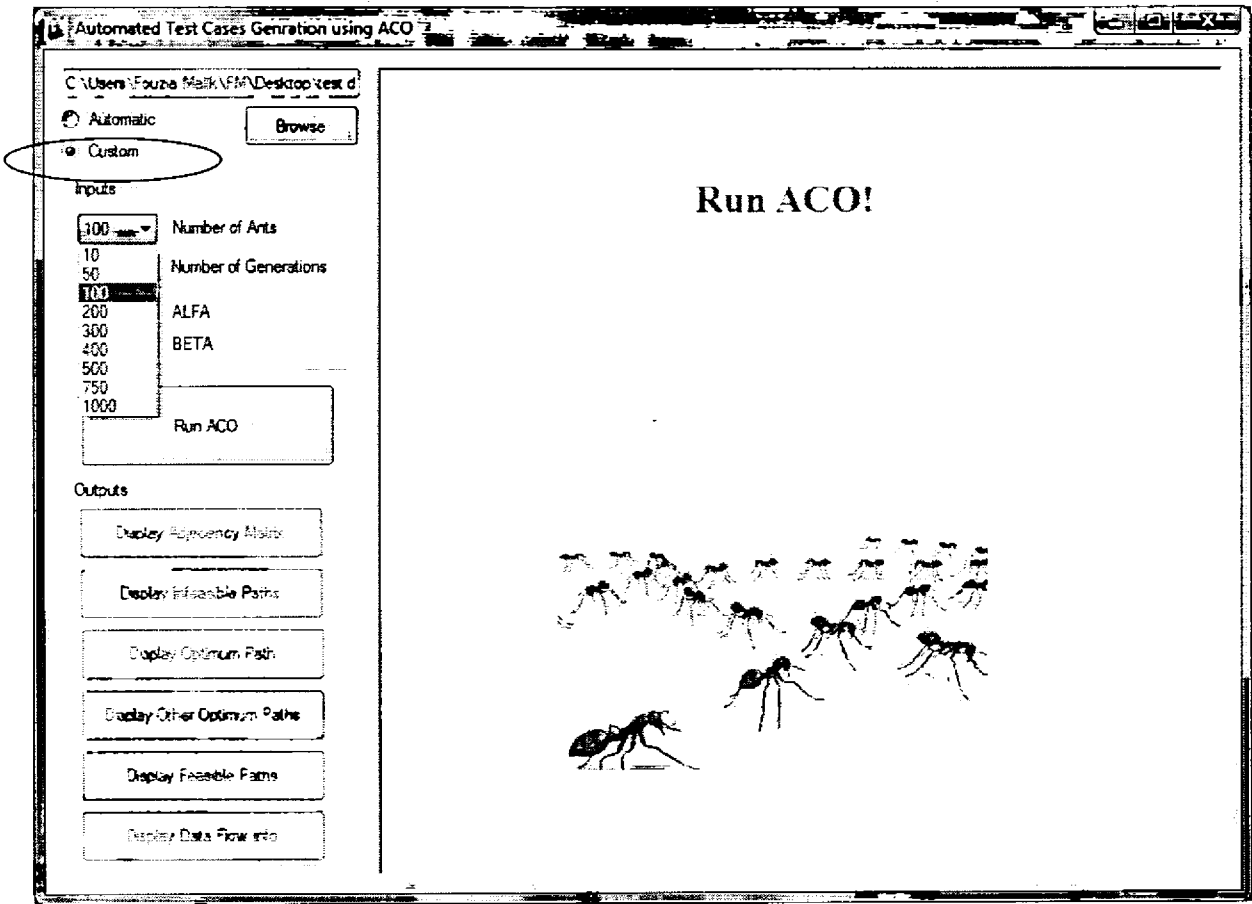 Automated Test Cases Genration using ACO
C:\Users\Fouzia Malik\FM\Desktop\test d
Automatic
Browse
Custom
Inputs
100
Number of Ants
10
50
100
200
300
400
500
750
1000
Number of Generations
ALFA
BETA
Run ACO
Outputs
Display Adjecency Matrix
Display Infeasible Paths
Display Optimum Path
Display Other Optimum Paths
Display Feasible Paths
Display Data Flow info
Run ACO!